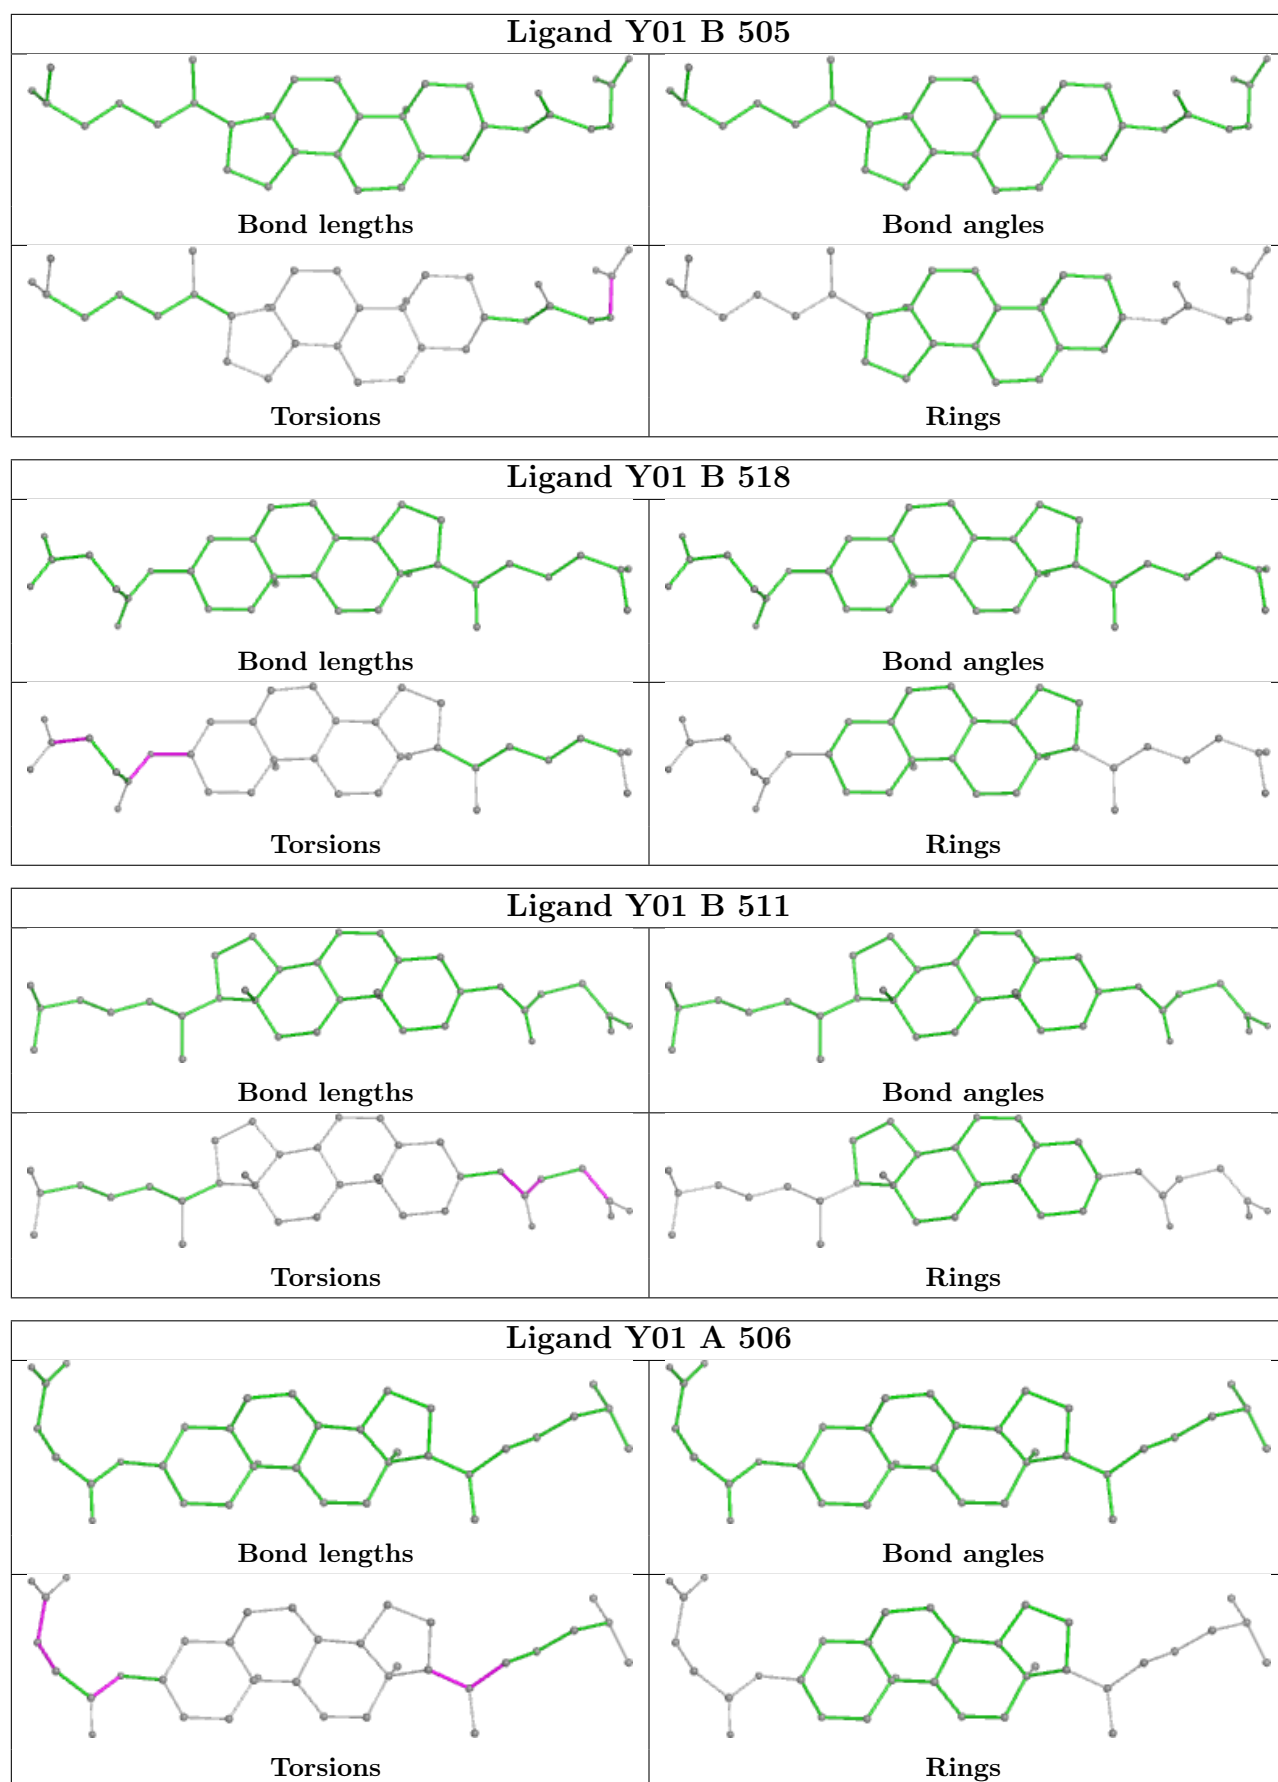 Ligand Y01 B 505
Bond lengths
Bond angles
Torsions
Rings
Ligand Y01 B 518
Bond lengths
Bond angles
Torsions
Rings
Ligand Y01 B 511
Bond lengths
Bond angles
Torsions
Rings
Ligand Y01 A 506
Bond lengths
Bond angles
Torsions
Rings